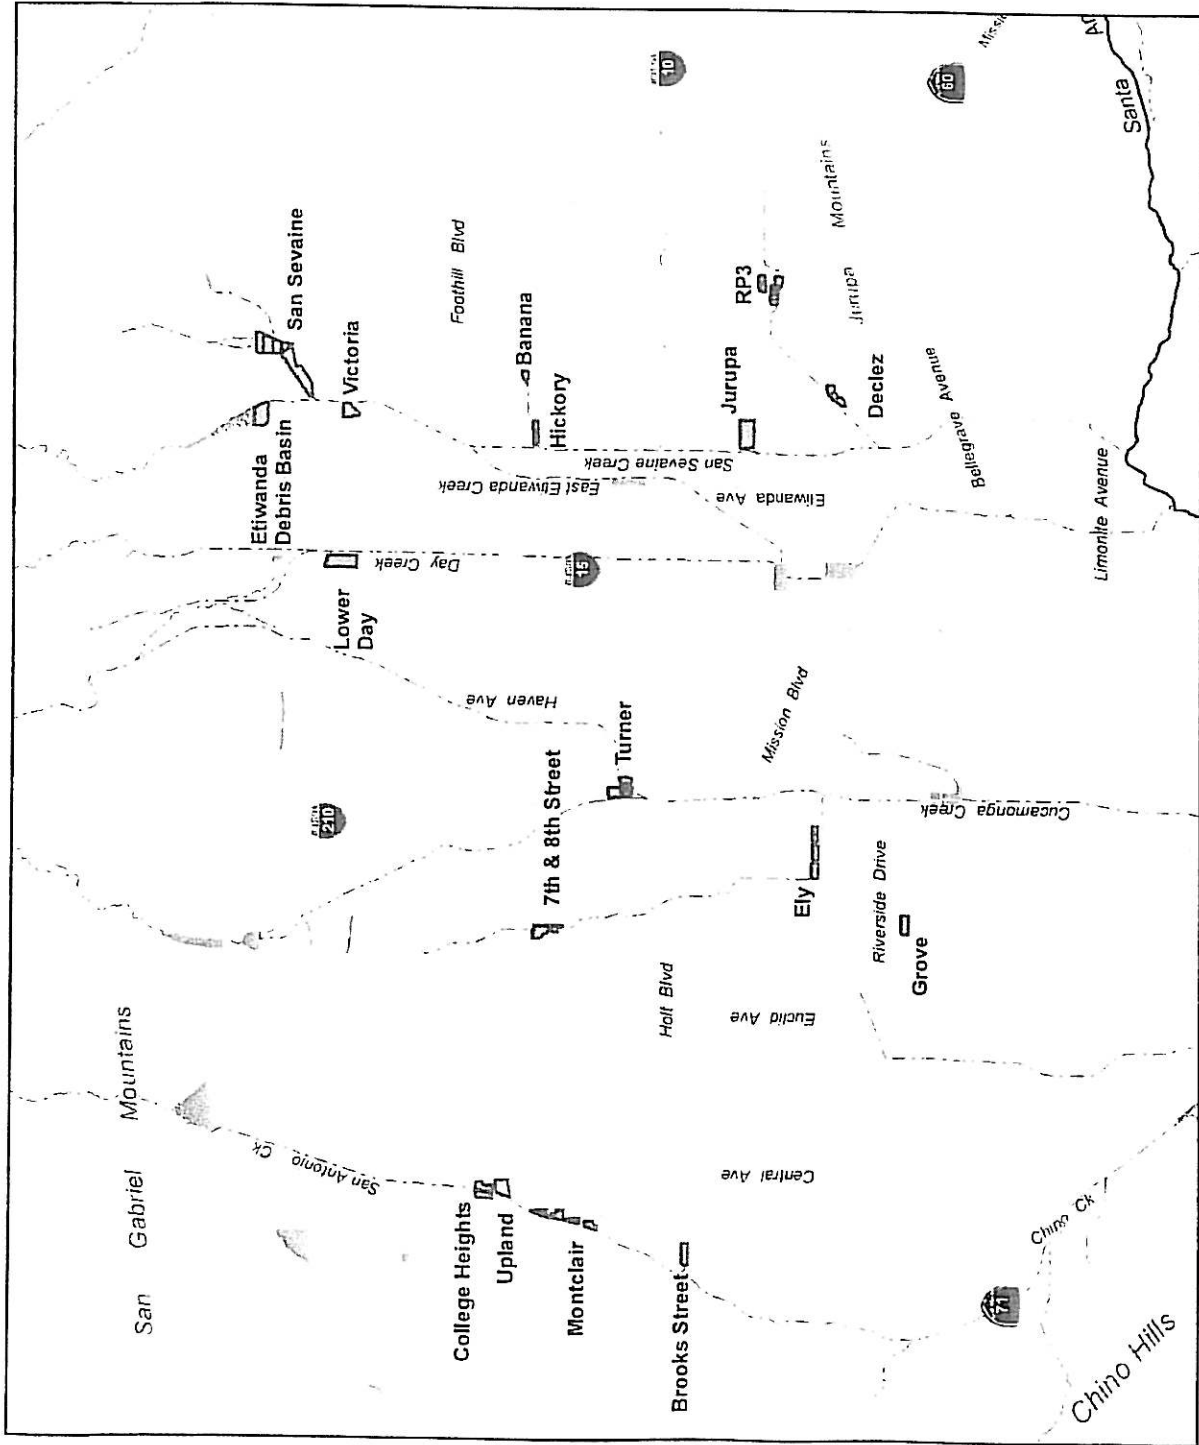 San Gabriel Mountains
San Antonio Ck
College Heights
Upland
Montclair
Brooks Street
Central Ave
Chino Ck
71
Chino Hills
210
7th & 8th Street
Holt Blvd
Euclid Ave
Ely
Riverside Drive
Grove
Cucamonga Creek
Turner
Haven Ave
Mission Blvd
Lower
Day
Day Creek
15
Etiwanda
Debris Basin
San Sevaine
Victoria
Foothill Blvd
Banana
Hickory
East Etiwanda Creek
San Sevaine Creek
Etiwanda Ave
Jurupa
RP3
Declez
Jurupa Mountains
Bellegrave Avenue
Limonite Avenue
10
60
Santa